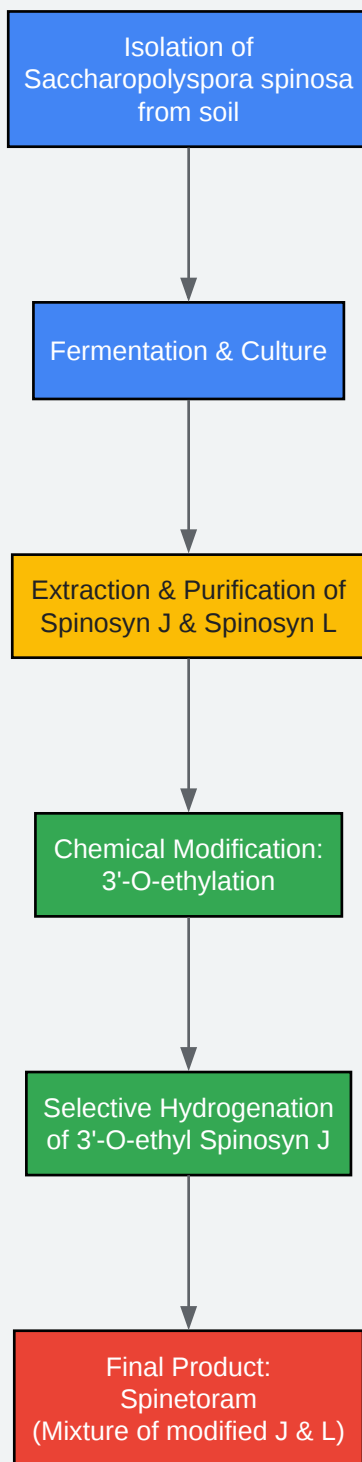 Isolation of
Saccharopolyspora spinosa
from soil
Fermentation & Culture
Extraction & Purification of
Spinosyn J & Spinosyn L
Chemical Modification:
3'-O-ethylation
Selective Hydrogenation
of 3'-O-ethyl Spinosyn J
Final Product:
Spinetoram
(Mixture of modified J & L)